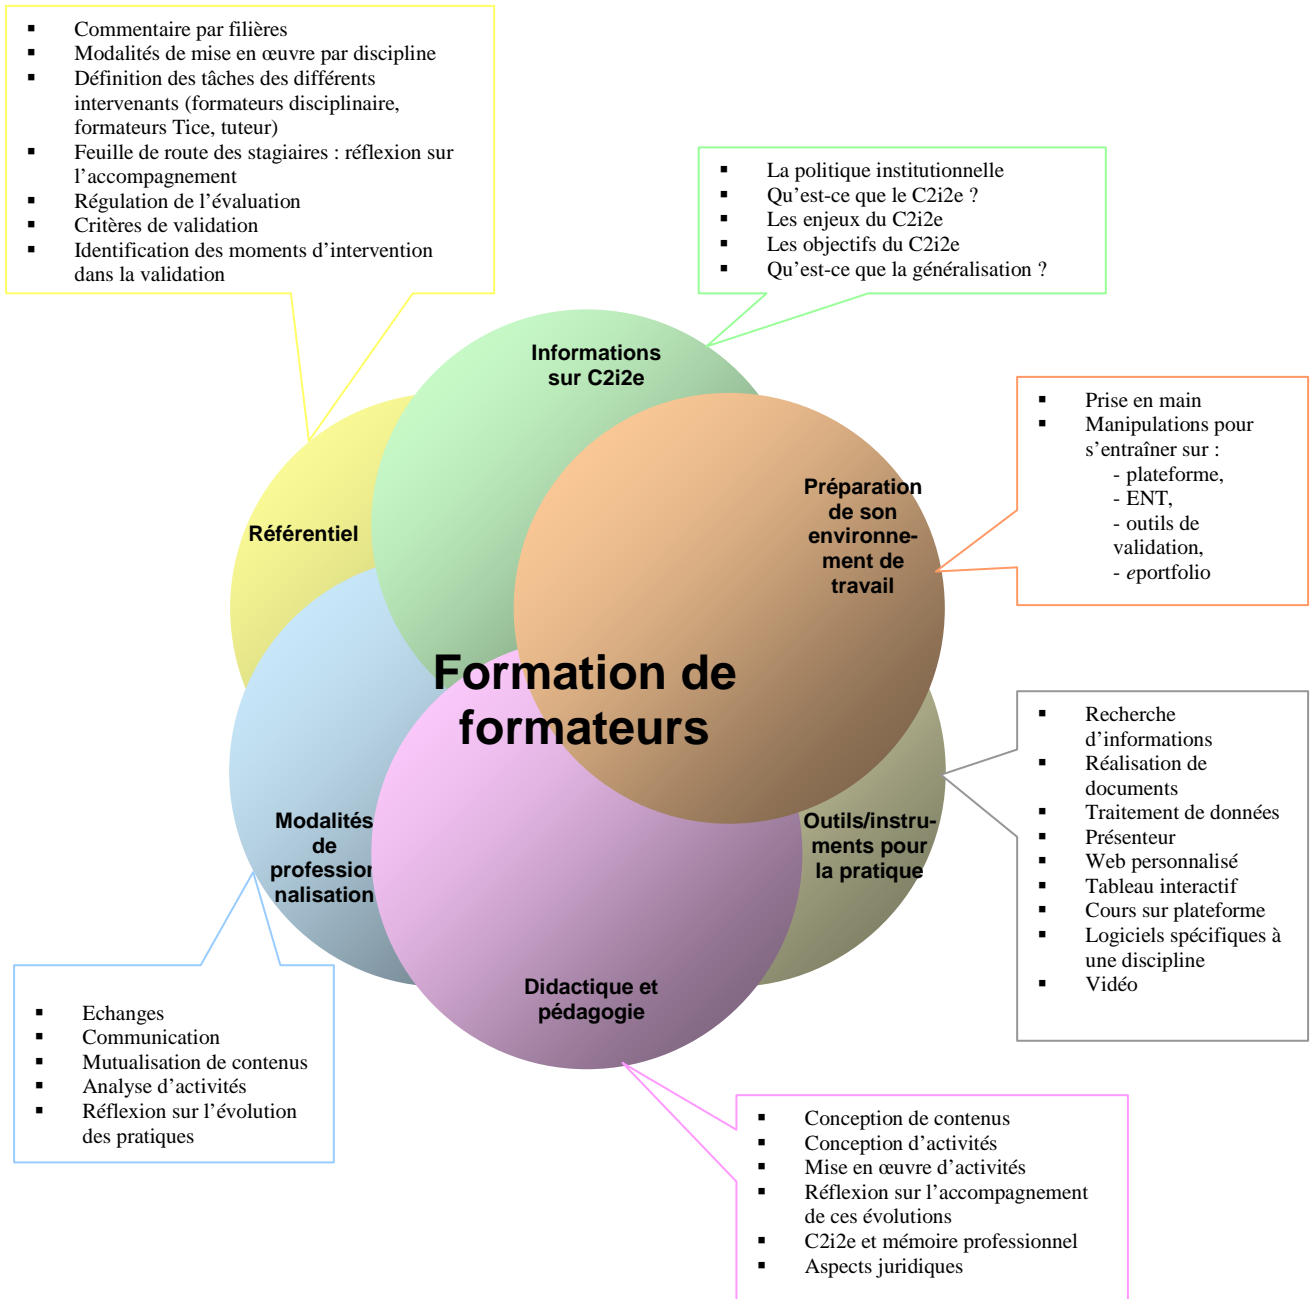 ▪ Commentaire par filières
▪ Modalités de mise en œuvre par discipline
▪ Définition des tâches des différents
intervenants (formateurs disciplinaire,
formateurs Tice, tuteur)
▪ Feuille de route des stagiaires : réflexion sur
l’accompagnement
▪ Régulation de l’évaluation
▪ Critères de validation
▪ Identification des moments d’intervention
dans la validation
▪ La politique institutionnelle
▪ Qu’est-ce que le C2i2e ?
▪ Les enjeux du C2i2e
▪ Les objectifs du C2i2e
▪ Qu’est-ce que la généralisation ?
Informations
sur C2i2e
▪ Prise en main
▪ Manipulations pour
s’entraîner sur :
- plateforme,
- ENT,
- outils de
validation,
- eportfolio
Préparation
de son
environne-
ment de
travail
Référentiel
Formation de
formateurs
▪ Recherche
d’informations
▪ Réalisation de
documents
▪ Traitement de données
▪ Présenteur
▪ Web personnalisé
▪ Tableau interactif
▪ Cours sur plateforme
▪ Logiciels spécifiques à
une discipline
▪ Vidéo
Modalités
de
profession
nalisation
Outils/instru-
ments pour
la pratique
Didactique et
pédagogie
▪ Echanges
▪ Communication
▪ Mutualisation de contenus
▪ Analyse d’activités
▪ Réflexion sur l’évolution
des pratiques
▪ Conception de contenus
▪ Conception d’activités
▪ Mise en œuvre d’activités
▪ Réflexion sur l’accompagnement
de ces évolutions
▪ C2i2e et mémoire professionnel
▪ Aspects juridiques